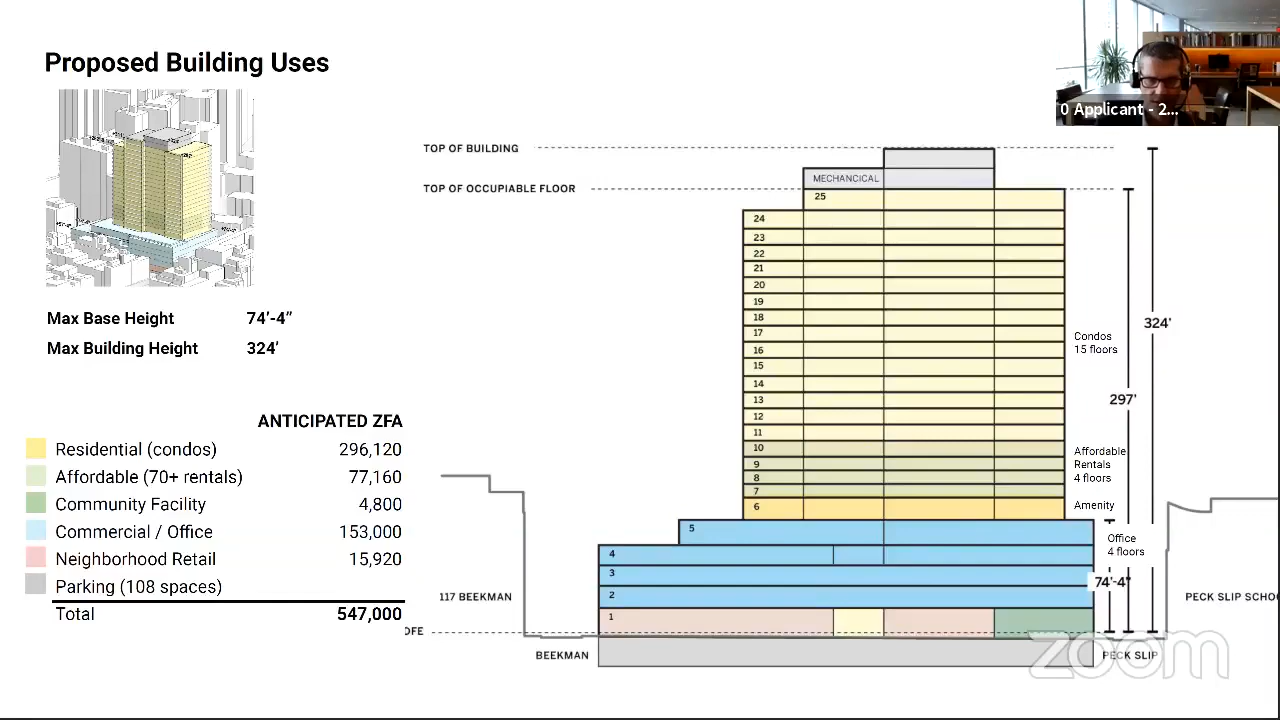 Proposed Building Uses
0 Applicant - 2...
TOP OF BUILDING
MECHANCICAL
TOP OF OCCUPIABLE FLOOR
25
24
23
22
21
20
19
18
17
16
15
14
13
12
11
10
9
8
7
6
5
4
3
2
1
Max Base Height 74'-4"
Max Building Height 324'
324'
Condos
15 floors
297'
Affordable
Rentals
4 floors
Amenity
Office
4 floors
74'-4"
ANTICIPATED ZFA
Residential (condos) 296,120
Affordable (70+ rentals) 77,160
Community Facility 4,800
Commercial / Office 153,000
Neighborhood Retail 15,920
Parking (108 spaces)
Total 547,000
117 BEEKMAN
PECK SLIP SCHO
OFE
BEEKMAN
PECK SLIP
zoom